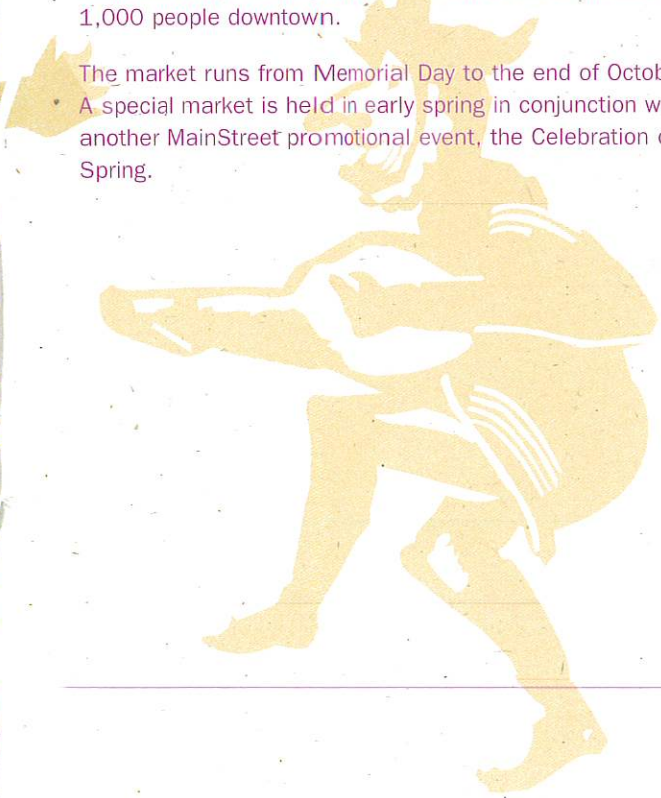 1,000 people downtown.
The market runs from Memorial Day to the end of Octob
A special market is held in early spring in conjunction w
another MainStreet promotional event, the Celebration o
Spring.